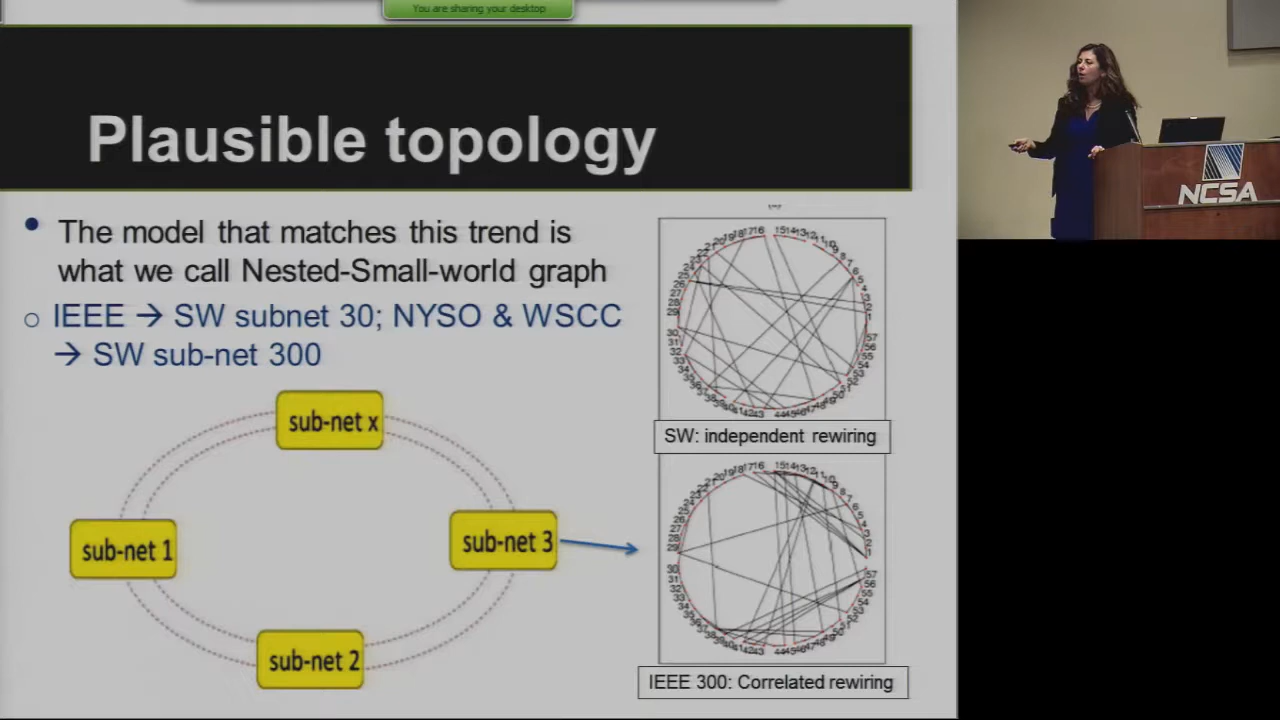 You are sharing your desktop
Plausible topology
• The model that matches this trend is
what we call Nested-Small-world graph
o IEEE → SW subnet 30; NYSO & WSCC
→ SW sub-net 300
sub-net x
sub-net 1
sub-net 3
sub-net 2
SW: independent rewiring
IEEE 300: Correlated rewiring
NCSA